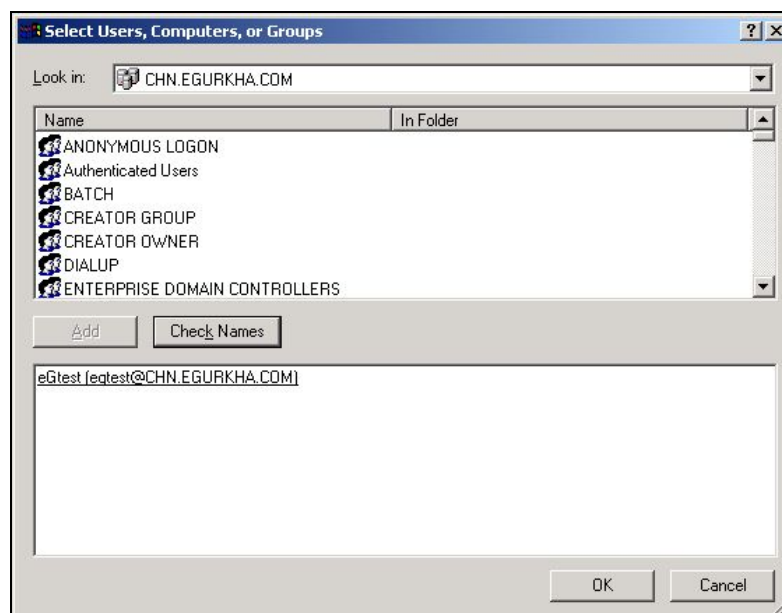 Select Users, Computers, or Groups
Look in: CHN.EGURKHA.COM
Name In Folder
ANONYMOUS LOGON
Authenticated Users
BATCH
CREATOR GROUP
CREATOR OWNER
DIALUP
ENTERPRISE DOMAIN CONTROLLERS
Add Check Names
eGtest (egtest@CHN.EGURKHA.COM)
OK Cancel